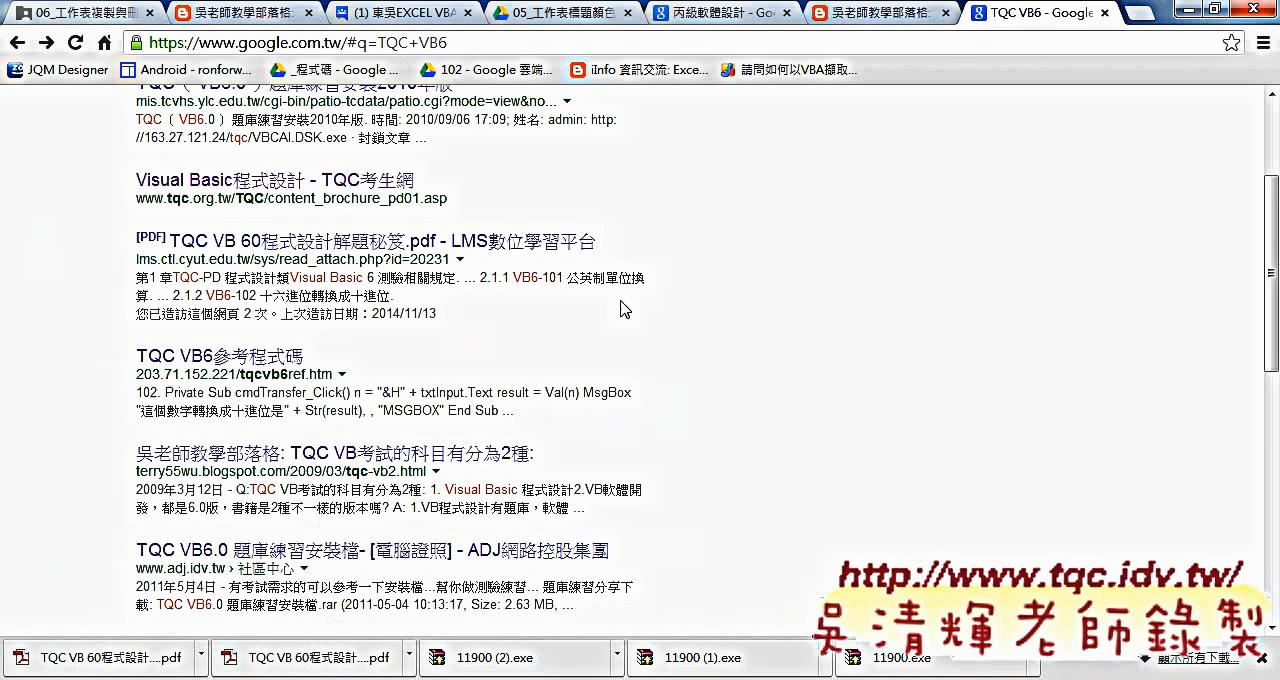 06_工作表複製與刪
吳老師教學部落格:
(1) 東吳EXCEL VBA
05_工作表標題顏色
丙級軟體設計 - Go
吳老師教學部落格:
TQC VB6 - Google
https://www.google.com.tw/#q=TQC+VB6
JQM Designer
Android - ronforw...
_程式碼 - Google ...
102 - Google 雲端...
iInfo 資訊交流: Exce...
請問如何以VBA擷取...
TQC（VB6.0）題庫練習安裝2010年版
mis.tcvhs.ylc.edu.tw/cgi-bin/patio-tcdata/patio.cgi?mode=view&no...
TQC（VB6.0）題庫練習安裝2010年版. 時間: 2010/09/06 17:09; 姓名: admin: http:
//163.27.121.24/tqc/VBCAI.DSK.exe · 封鎖文章 ...
Visual Basic程式設計 - TQC考生網
www.tqc.org.tw/TQC/content_brochure_pd01.asp
[PDF] TQC VB 60程式設計解題秘笈.pdf - LMS數位學習平台
lms.ctl.cyut.edu.tw/sys/read_attach.php?id=20231
第1 章TQC-PD 程式設計類Visual Basic 6 測驗相關規定. ... 2.1.1 VB6-101 公英制單位換
算. ... 2.1.2 VB6-102 十六進位轉換成十進位.
您已造訪這個網頁 2 次。上次造訪日期：2014/11/13
TQC VB6參考程式碼
203.71.152.221/tqcvb6ref.htm
102. Private Sub cmdTransfer_Click() n = "&H" + txtInput.Text result = Val(n) MsgBox
"這個數字轉換成十進位是" + Str(result), , "MSGBOX" End Sub ...
吳老師教學部落格: TQC VB考試的科目有分為2種:
terry55wu.blogspot.com/2009/03/tqc-vb2.html
2009年3月12日 - Q:TQC VB考試的科目有分為2種: 1. Visual Basic 程式設計2.VB軟體開
發，都是6.0版，書籍是2種不一樣的版本嗎? A: 1.VB程式設計有題庫，軟體 ...
TQC VB6.0 題庫練習安裝檔- [電腦證照] - ADJ網路控股集團
www.adj.idv.tw › 社區中心
2011年5月4日 - 有考試需求的可以參考一下安裝檔...幫你做測驗練習... 題庫練習分享下
載: TQC VB6.0 題庫練習安裝檔.rar (2011-05-04 10:13:17, Size: 2.63 MB, ...
http://www.tqc.idv.tw/
吳清輝老師錄製
TQC VB 60程式設計....pdf
TQC VB 60程式設計....pdf
11900 (2).exe
11900 (1).exe
11900.exe
顯示所有下載...